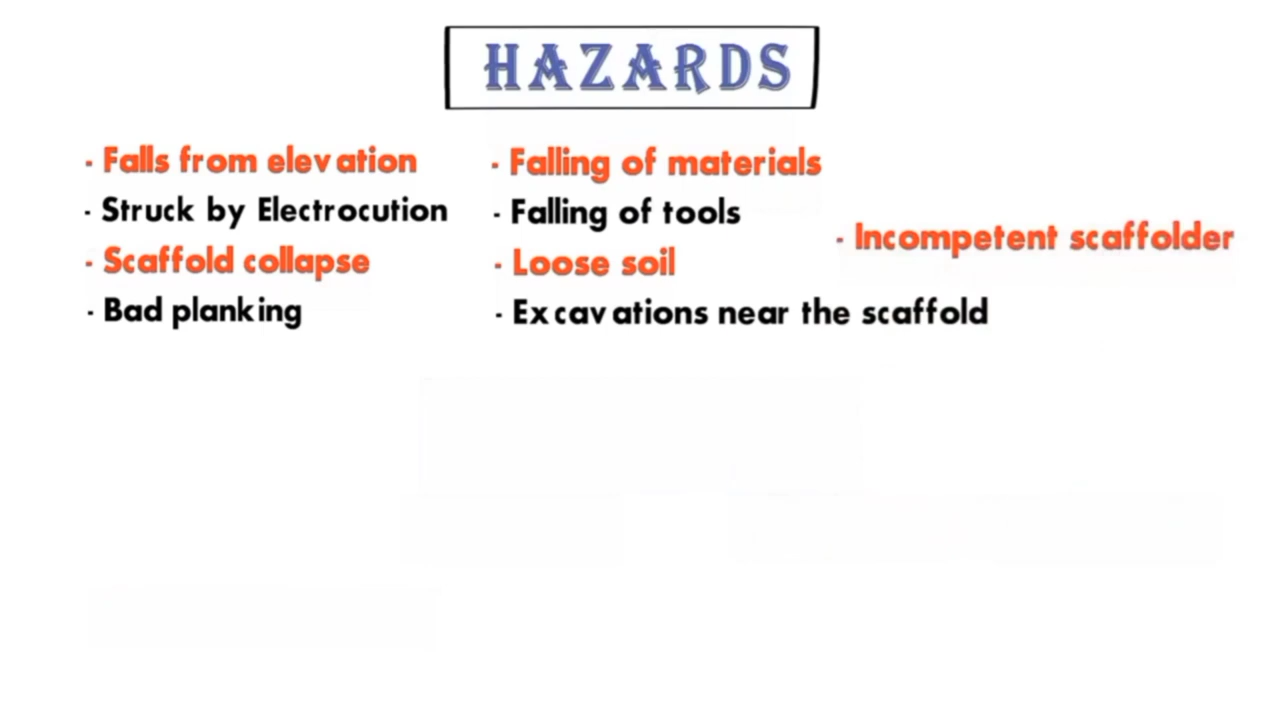 HAZARDS
- Falls from elevation
- Struck by Electrocution
- Scaffold collapse
- Bad planking
- Falling of materials
- Falling of tools
- Loose soil
- Excavations near the scaffold
- Incompetent scaffolder